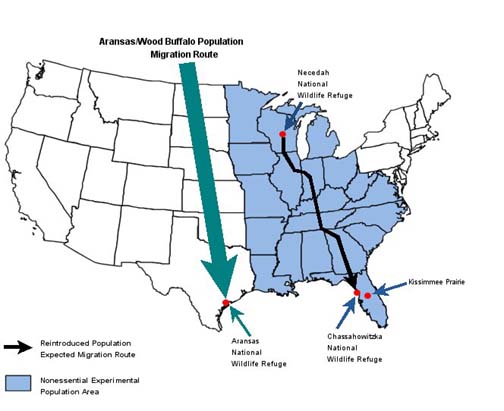 Aransas/Wood Buffalo Population
Migration Route
Necedah
National
Wildlife Refuge
Kissimmee Prairie
Aransas
National
Wildlife Refuge
Chassahowitzka
National
Wildlife Refuge
Reintroduced Population
Expected Migration Route
Nonessential Experimental
Population Area